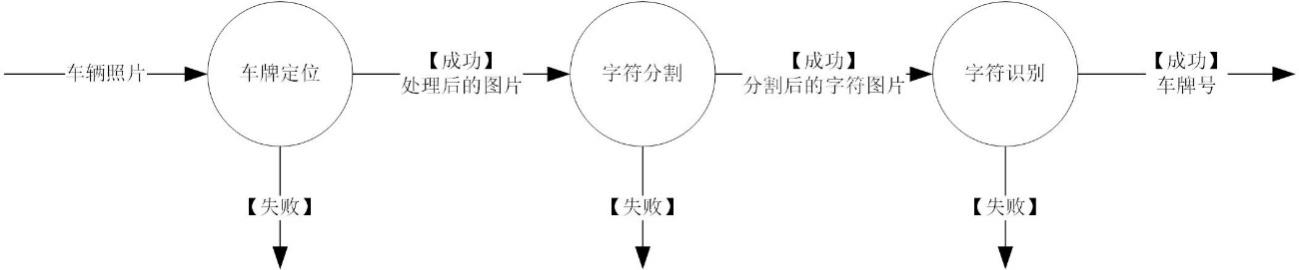 车辆照片
车牌定位
【成功】
处理后的图片
字符分割
【成功】
分割后的字符图片
字符识别
【成功】
车牌号
【失败】
【失败】
【失败】